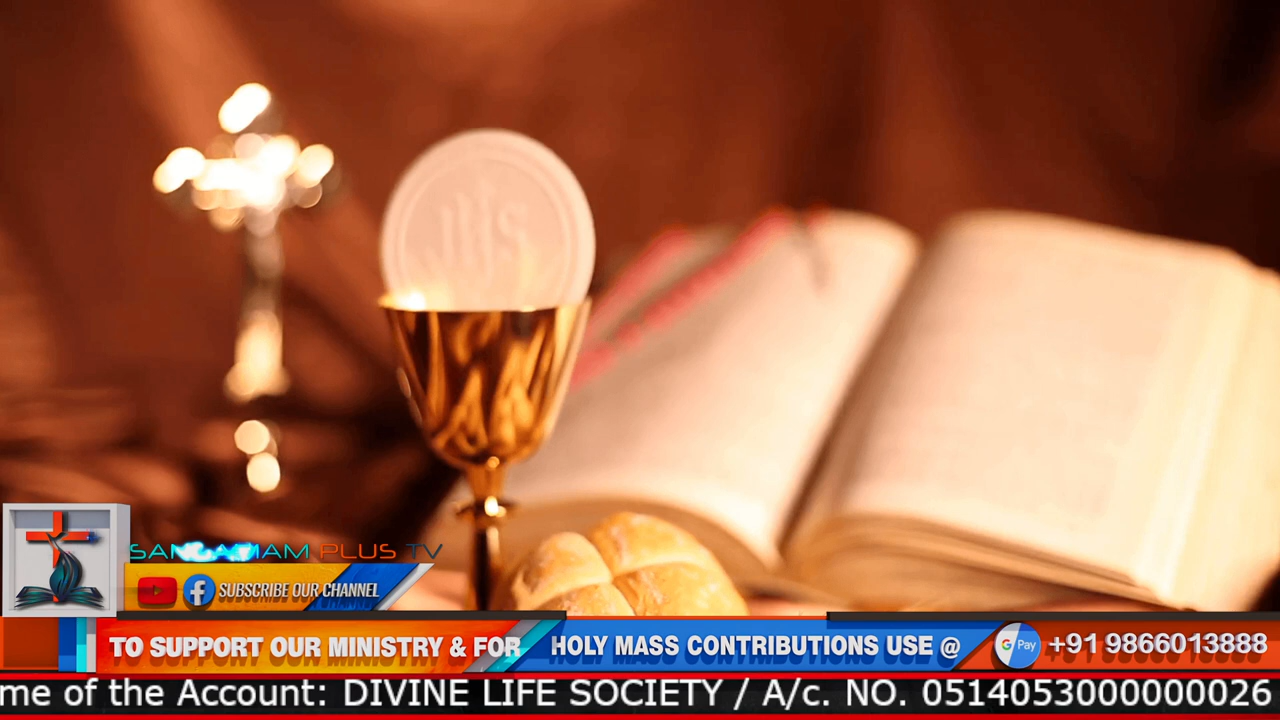 IHS
SANGAMAM PLUS TV
SUBSCRIBE OUR CHANNEL
TO SUPPORT OUR MINISTRY & FOR HOLY MASS CONTRIBUTIONS USE @ G Pay +91 9866013888
me of the Account: DIVINE LIFE SOCIETY / A/c. NO. 0514053000000026